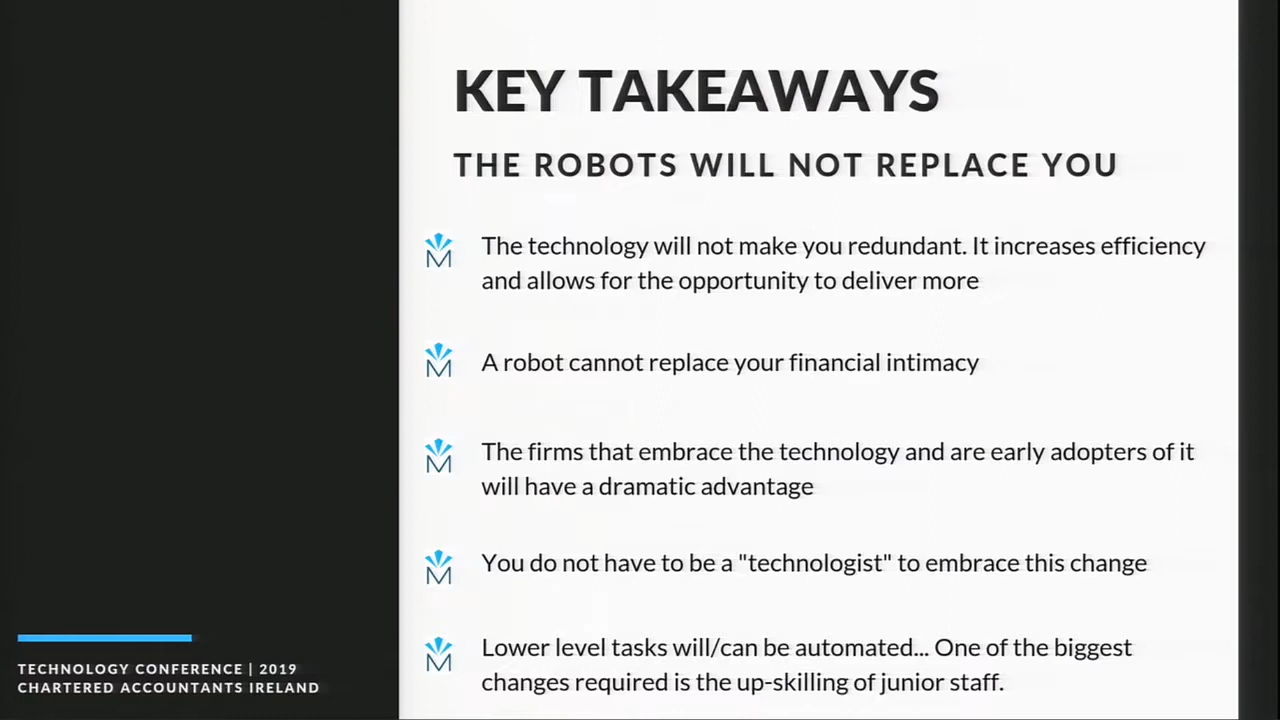 KEY TAKEAWAYS
THE ROBOTS WILL NOT REPLACE YOU
The technology will not make you redundant. It increases efficiency
and allows for the opportunity to deliver more
A robot cannot replace your financial intimacy
The firms that embrace the technology and are early adopters of it
will have a dramatic advantage
You do not have to be a "technologist" to embrace this change
Lower level tasks will/can be automated... One of the biggest
changes required is the up-skilling of junior staff.
TECHNOLOGY CONFERENCE | 2019
CHARTERED ACCOUNTANTS IRELAND